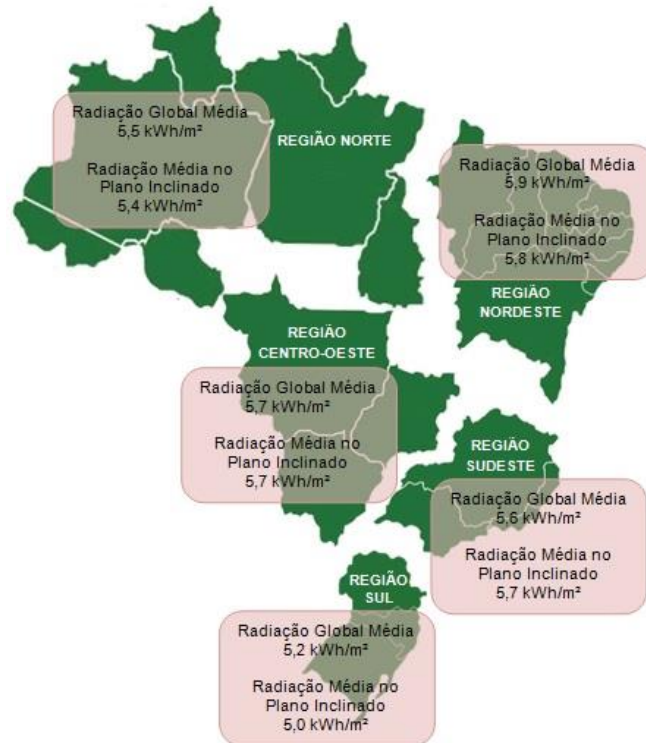 Radiação Global Média
5,5 kWh/m²
Radiação Média no
Plano Inclinado
5,4 kWh/m²
REGIÃO NORTE
Radiação Global Média
5,9 kWh/m²
Radiação Média no
Plano Inclinado
5,8 kWh/m²
REGIÃO
NORDESTE
REGIÃO
CENTRO-OESTE
Radiação Global Média
5,7 kWh/m²
Radiação Média no
Plano Inclinado
5,7 kWh/m²
REGIÃO
SUDESTE
Radiação Global Média
5,6 kWh/m²
Radiação Média no
Plano Inclinado
5,7 kWh/m²
REGIÃO
SUL
Radiação Global Média
5,2 kWh/m²
Radiação Média no
Plano Inclinado
5,0 kWh/m²